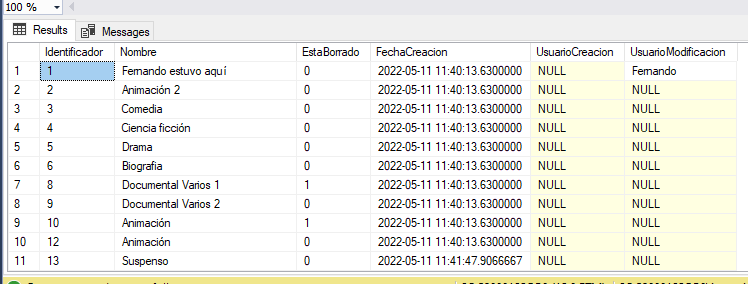 100 %
Results Messages
Identificador Nombre EstaBorrado FechaCreacion UsuarioCreacion UsuarioModificacion
1 1 Fernando estuvo aquí 0 2022-05-11 11:40:13.6300000 NULL Fernando
2 2 Animación 2 0 2022-05-11 11:40:13.6300000 NULL NULL
3 3 Comedia 0 2022-05-11 11:40:13.6300000 NULL NULL
4 4 Ciencia ficción 0 2022-05-11 11:40:13.6300000 NULL NULL
5 5 Drama 0 2022-05-11 11:40:13.6300000 NULL NULL
6 6 Biografia 0 2022-05-11 11:40:13.6300000 NULL NULL
7 8 Documental Varios 1 1 2022-05-11 11:40:13.6300000 NULL NULL
8 9 Documental Varios 2 0 2022-05-11 11:40:13.6300000 NULL NULL
9 10 Animación 1 2022-05-11 11:40:13.6300000 NULL NULL
10 12 Animación 0 2022-05-11 11:40:13.6300000 NULL NULL
11 13 Suspenso 0 2022-05-11 11:41:47.9066667 NULL NULL